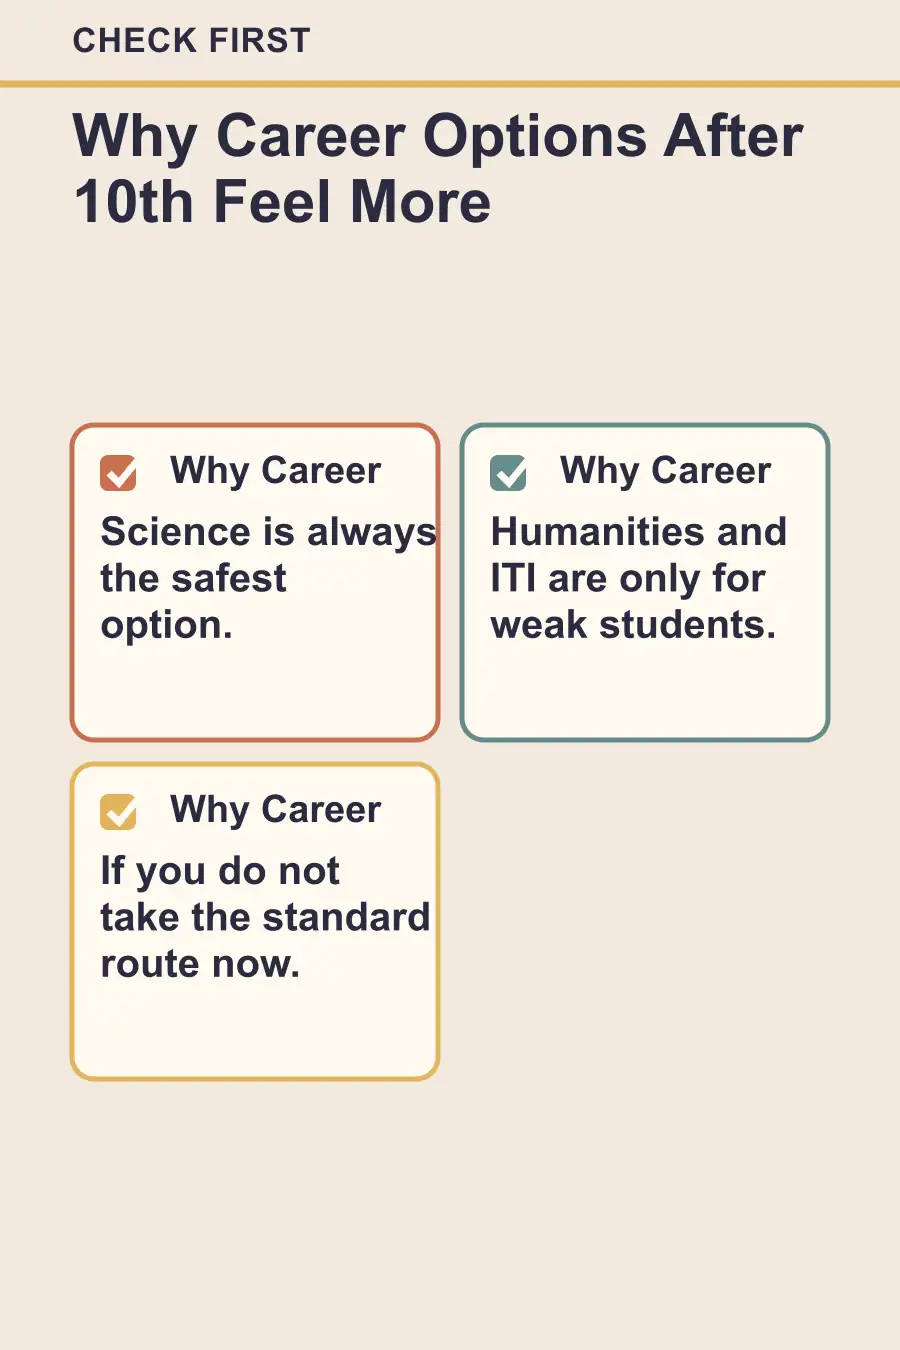 CHECK FIRST
Why Career Options After
10th Feel More
Why Career
Science is always
the safest
option.
Why Career
Humanities and
ITI are only for
weak students.
Why Career
If you do not
take the standard
route now.